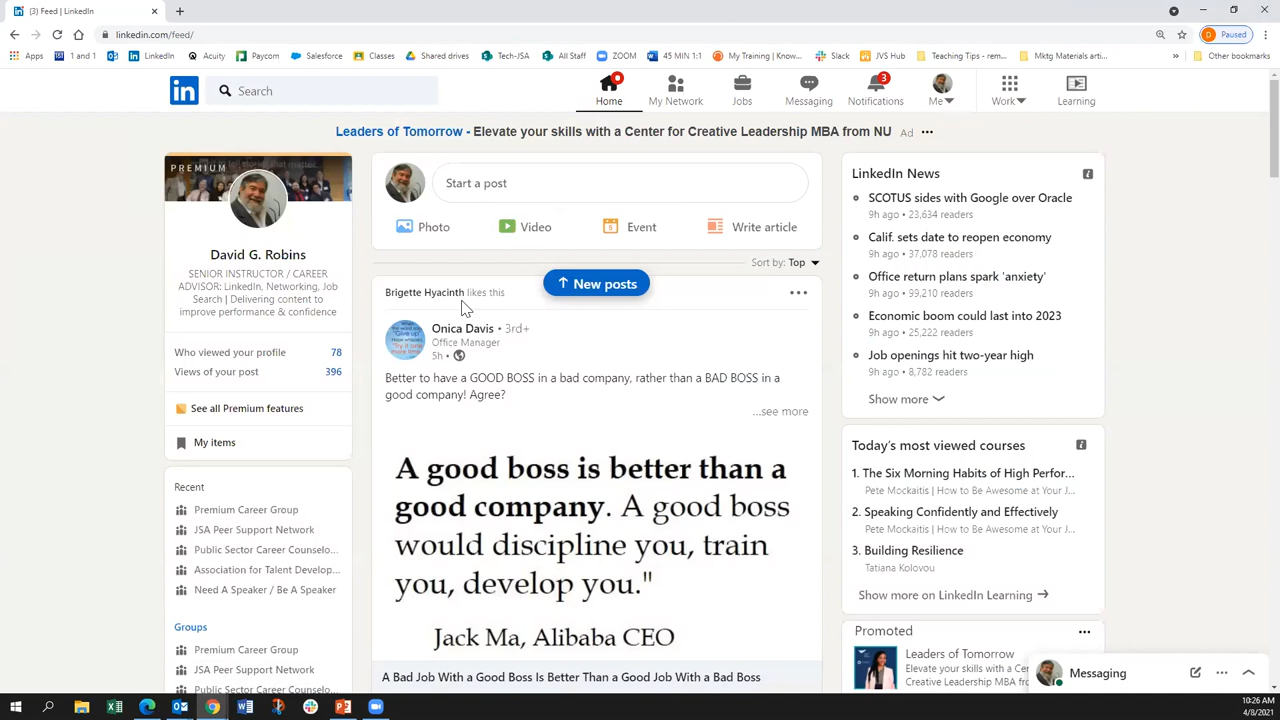 (3) Feed | LinkedIn
linkedin.com/feed/
D Paused
Apps
1 and 1
LinkedIn
Acuity
Paycom
Salesforce
Classes
Shared drives
Tech-JSA
All Staff
ZOOM
45 MIN 1:1
My Training | Know...
Slack
JVS Hub
Teaching Tips - rem...
Mktg Materials arti...
»
Other bookmarks
in
Search
Home
My Network
Jobs
Messaging
3
Notifications
Me
Work
Learning
Leaders of Tomorrow - Elevate your skills with a Center for Creative Leadership MBA from NU Ad
PREMIUM
David G. Robins
SENIOR INSTRUCTOR / CAREER
ADVISOR: LinkedIn, Networking, Job
Search | Delivering content to
improve performance & confidence
Who viewed your profile 78
Views of your post 396
See all Premium features
My items
Recent
Premium Career Group
JSA Peer Support Network
Public Sector Career Counselo...
Association for Talent Develop...
Need A Speaker / Be A Speaker
Groups
Premium Career Group
JSA Peer Support Network
Public Sector Career Counselo...
Start a post
Photo
Video
Event
Write article
Sort by: Top
New posts
Brigette Hyacinth likes this
Onica Davis • 3rd+
Office Manager
5h •
Better to have a GOOD BOSS in a bad company, rather than a BAD BOSS in a
good company! Agree?
...see more
A good boss is better than a
good company. A good boss
would discipline you, train
you, develop you."
Jack Ma, Alibaba CEO
A Bad Job With a Good Boss Is Better Than a Good Job With a Bad Boss
LinkedIn News
SCOTUS sides with Google over Oracle
9h ago • 23,634 readers
Calif. sets date to reopen economy
9h ago • 37,078 readers
Office return plans spark 'anxiety'
9h ago • 99,210 readers
Economic boom could last into 2023
9h ago • 25,222 readers
Job openings hit two-year high
9h ago • 8,782 readers
Show more
Today's most viewed courses
1. The Six Morning Habits of High Perfor...
Pete Mockaitis | How to Be Awesome at Your J...
2. Speaking Confidently and Effectively
Pete Mockaitis | How to Be Awesome at Your J...
3. Building Resilience
Tatiana Kolovou
Show more on LinkedIn Learning
Promoted
Leaders of Tomorrow
Elevate your skills with a Ce
for Creative Leadership MBA
from NU
Messaging
10:26 AM
4/8/2021